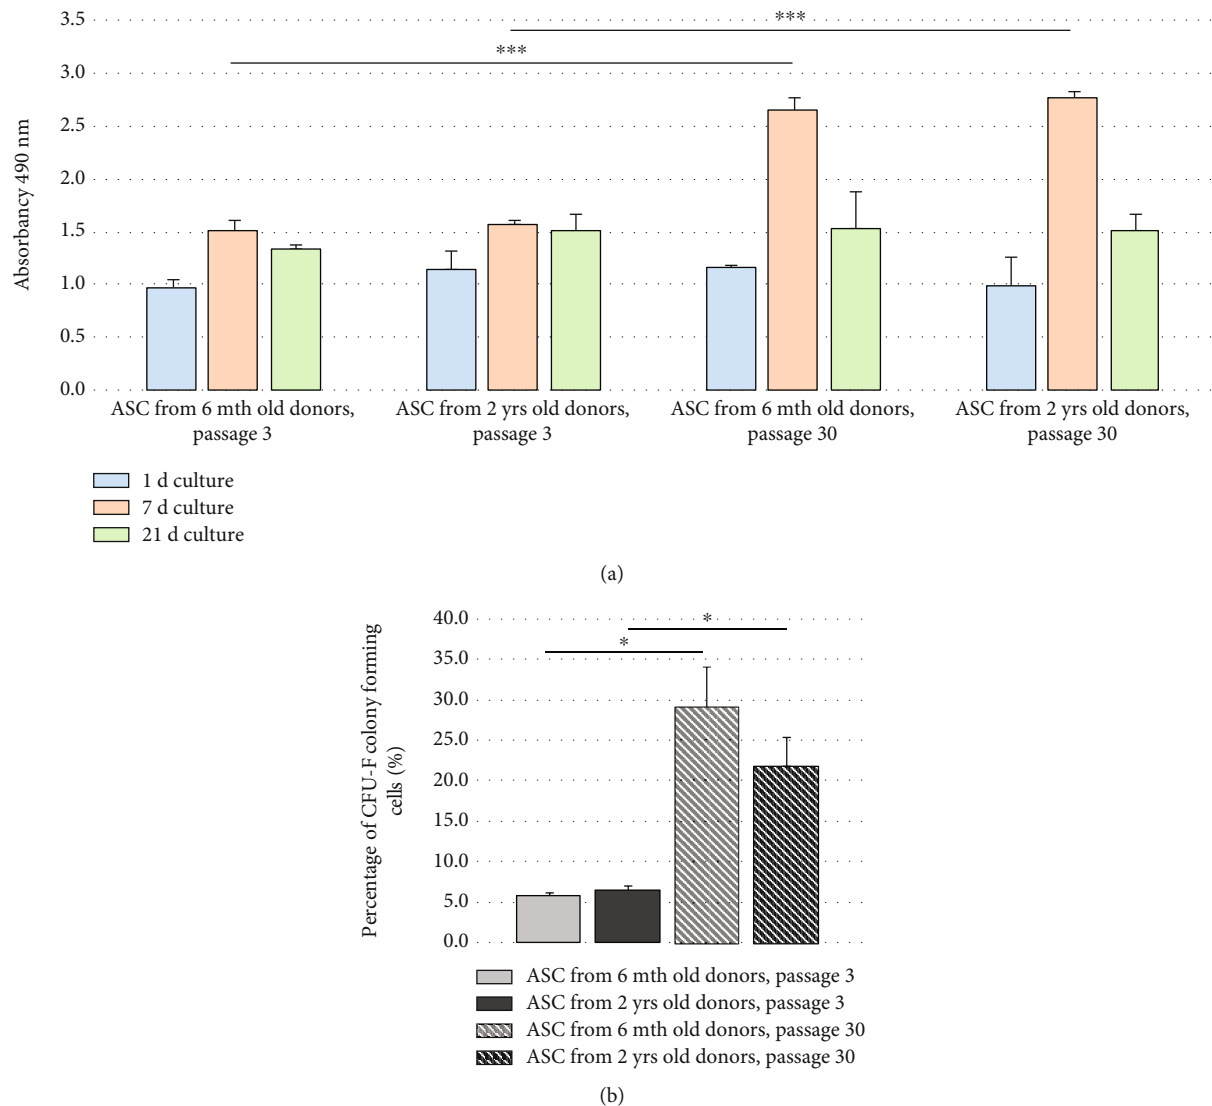 3.5
***
***
3.0
2.5
2.0
1.5
1.0
0.5
0.0
Absorbancy 490 nm
ASC from 6 mth old donors,
passage 3
ASC from 2 yrs old donors,
passage 3
ASC from 6 mth old donors,
passage 30
ASC from 2 yrs old donors,
passage 30
1 d culture
7 d culture
21 d culture
(a)
40.0
*
*
35.0
30.0
25.0
20.0
15.0
10.0
5.0
0.0
Percentage of CFU-F colony forming
cells (%)
ASC from 6 mth old donors, passage 3
ASC from 2 yrs old donors, passage 3
ASC from 6 mth old donors, passage 30
ASC from 2 yrs old donors, passage 30
(b)